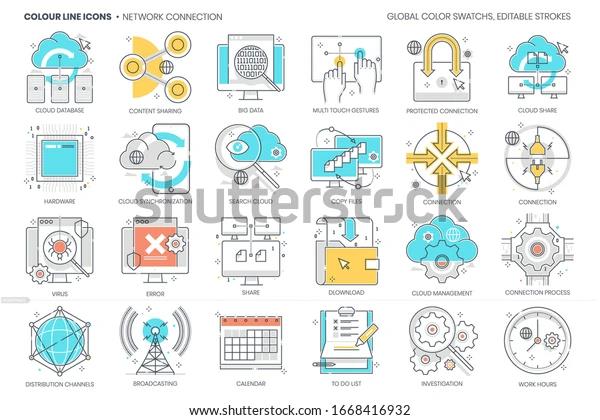 COLOUR LINE ICONS • NETWORK CONNECTION
GLOBAL COLOR SWATCHS, EDITABLE STROKES
CLOUD DATABASE
CONTENT SHARING
BIG DATA
MULTI TOUCH GESTURES
PROTECTED CONNECTION
CLOUD SHARE
HARDWARE
CLOUD SYNCHRONIZATION
SEARCH CLOUD
COPY FILES
CONNECTION
CONNECTION
VIRUS
ERROR
SHARE
DLOWNLOAD
CLOUD MANAGEMENT
CONNECTION PROCESS
DISTRIBUTION CHANNELS
BROADCASTING
CALENDAR
TO DO LIST
INVESTIGATION
WORK HOURS
shutterstock
shutterstock.com · 1668416932